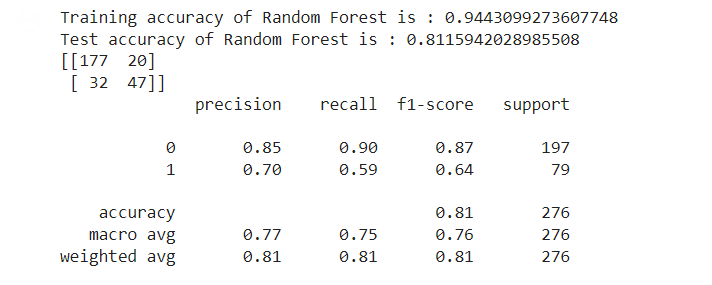 Training accuracy of Random Forest is : 0.9443099273607748
Test accuracy of Random Forest is : 0.8115942028985508
[[177  20]
 [ 32  47]]
              precision    recall  f1-score   support

           0       0.85      0.90      0.87       197
           1       0.70      0.59      0.64        79

    accuracy                           0.81       276
   macro avg       0.77      0.75      0.76       276
weighted avg       0.81      0.81      0.81       276